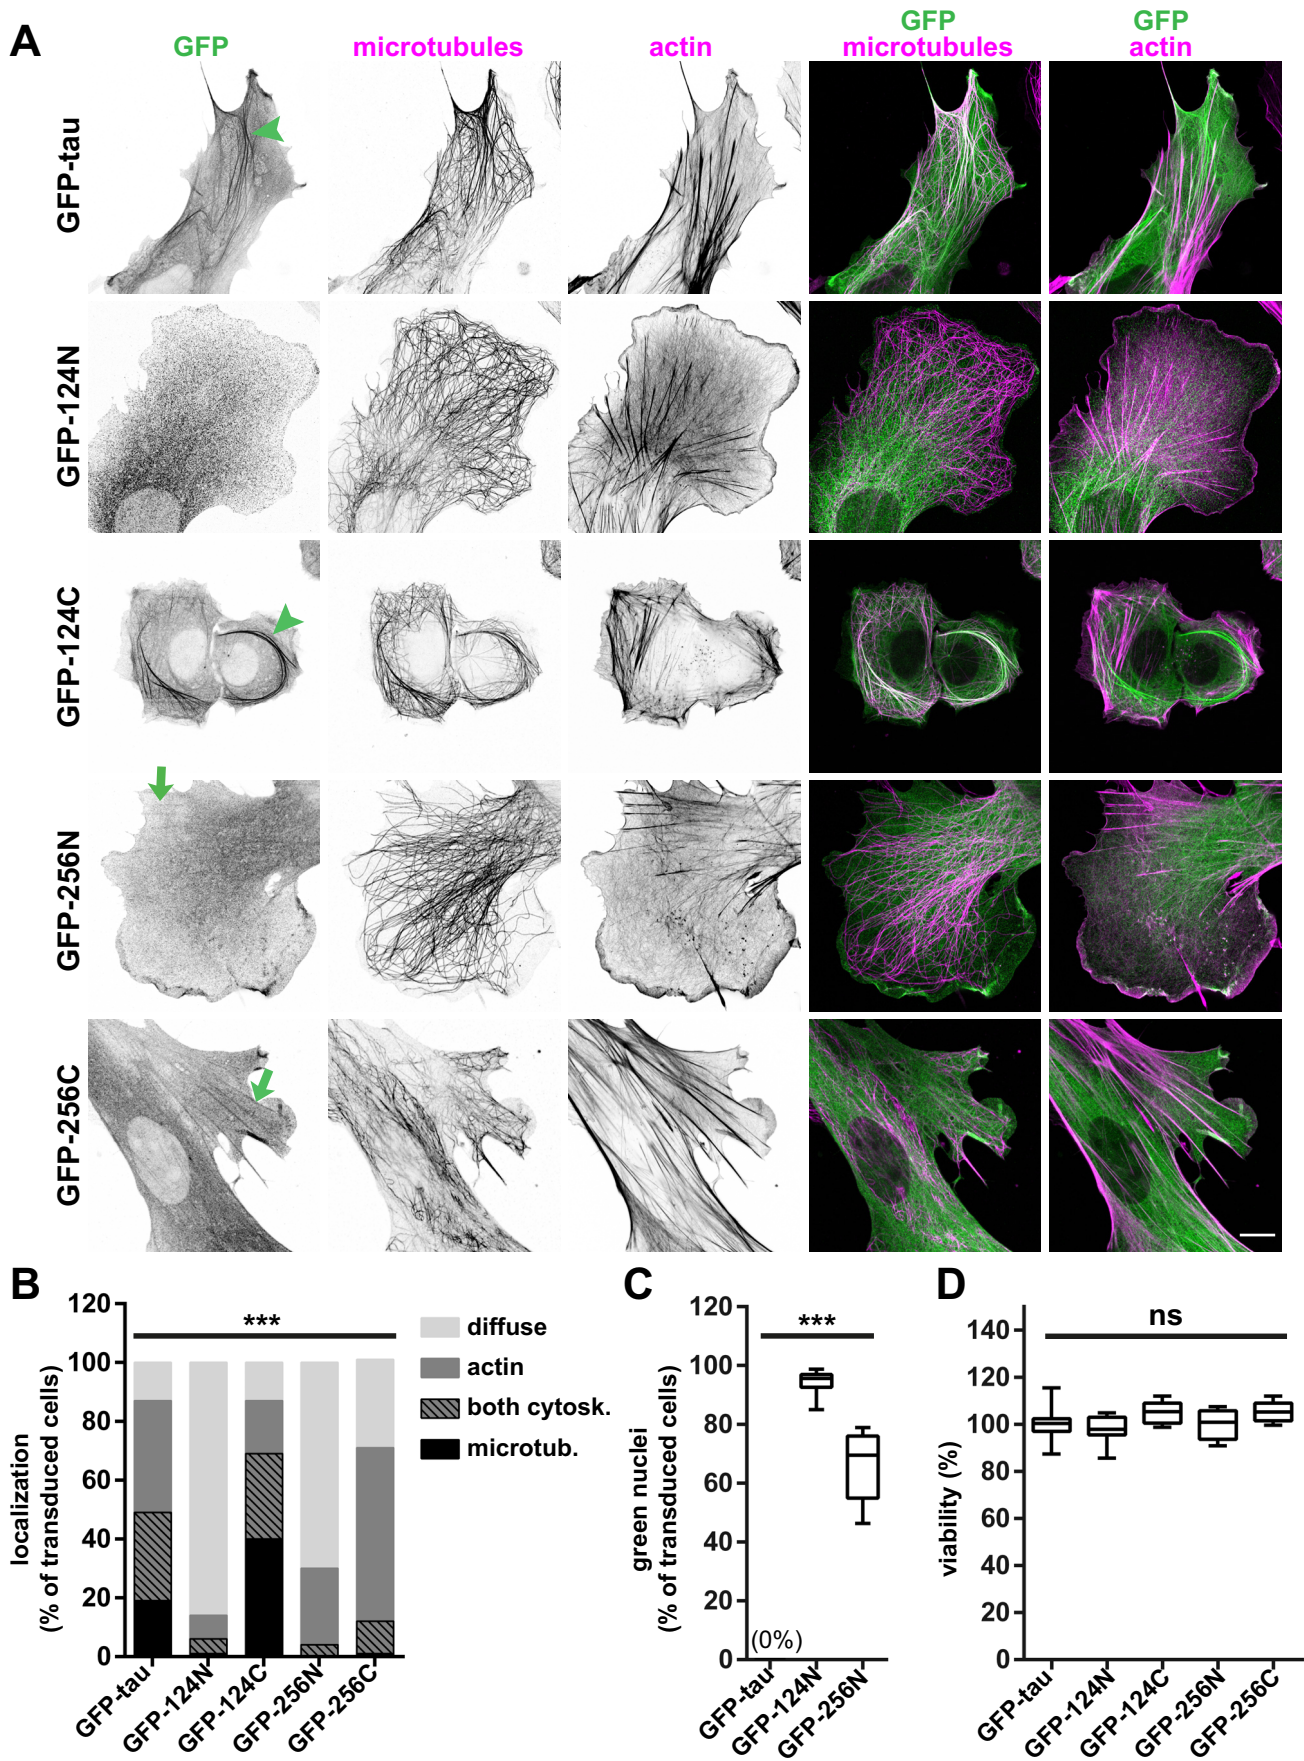 A
GFP
microtubules
actin
GFP
microtubules
GFP
actin
GFP-tau
GFP-124N
GFP-124C
GFP-256N
GFP-256C
B
localization
(% of transduced cells)
120
100
80
60
40
20
0
***
GFP-tau
GFP-124N
GFP-124C
GFP-256N
GFP-256C
diffuse
actin
both cytosk.
microtub.
C
green nuclei
(% of transduced cells)
120
100
80
60
40
20
0
***
(0%)
GFP-tau
GFP-124N
GFP-256N
D
viability (%)
140
120
100
80
60
40
20
0
ns
GFP-tau
GFP-124N
GFP-124C
GFP-256N
GFP-256C